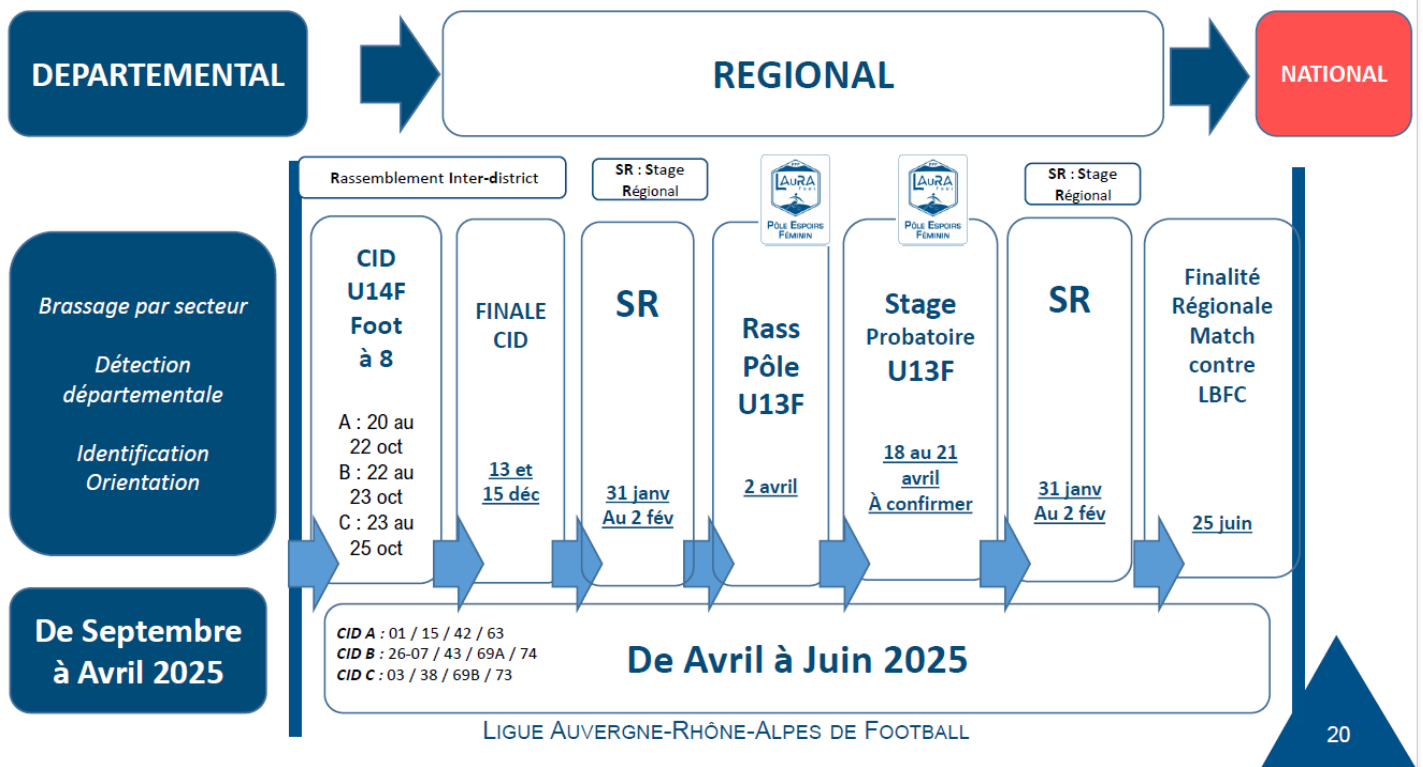 DEPARTEMENTAL
REGIONAL
NATIONAL
Rassemblement Inter-district
SR : Stage
Régional
LAuRA
FOOT
PÔLE ESPOIRS
FÉMININ
LAuRA
FOOT
PÔLE ESPOIRS
FÉMININ
SR : Stage
Régional
Brassage par secteur
Détection
départementale
Identification
Orientation
CID
U14F
Foot
à 8
A : 20 au
22 oct
B : 22 au
23 oct
C : 23 au
25 oct
FINALE
CID
13 et
15 déc
SR
31 janv
Au 2 fév
Rass
Pôle
U13F
2 avril
Stage
Probatoire
U13F
18 au 21
avril
À confirmer
SR
31 janv
Au 2 fév
Finalité
Régionale
Match
contre
LBFC
25 juin
De Septembre
à Avril 2025
CID A : 01 / 15 / 42 / 63
CID B : 26-07 / 43 / 69A / 74
CID C : 03 / 38 / 69B / 73
De Avril à Juin 2025
LIGUE AUVERGNE-RHÔNE-ALPES DE FOOTBALL
20